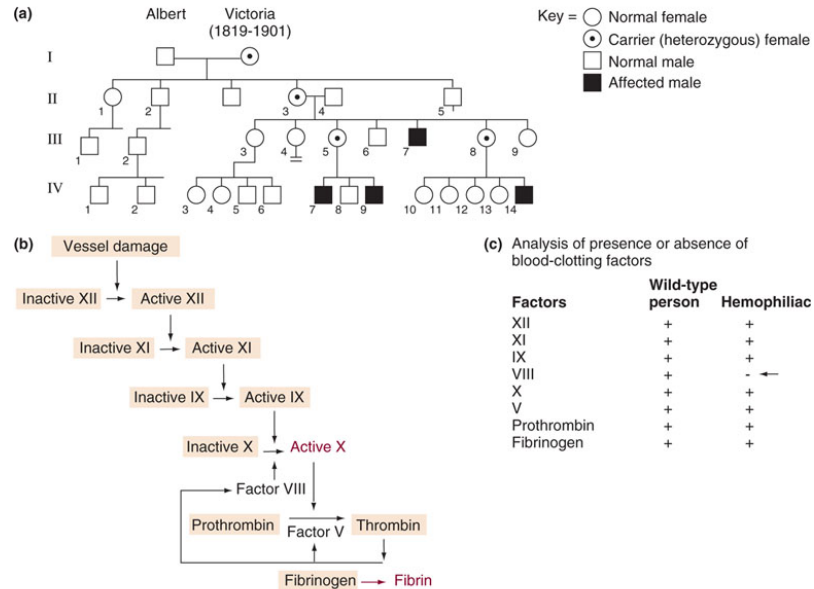 (a)
Albert Victoria
(1819-1901)
Key = Normal female
Carrier (heterozygous) female
Normal male
Affected male
I
II
1 2 3 4 5
III
1 2 3 4 5 6 7 8 9
IV
1 2 3 4 5 6 7 8 9 10 11 12 13 14
(b)
Vessel damage
Inactive XII Active XII
Inactive XI Active XI
Inactive IX Active IX
Inactive X Active X
Factor VIII
Prothrombin Thrombin
Factor V
Fibrinogen Fibrin
(c) Analysis of presence or absence of
blood-clotting factors
Wild-type
Factors person Hemophiliac
XII + +
XI + +
IX + +
VIII + -
X + +
V + +
Prothrombin + +
Fibrinogen + +